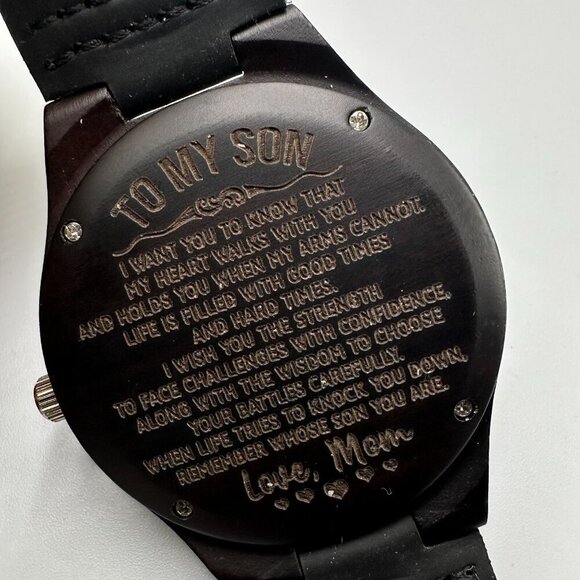 TO MY SON
I WANT YOU TO KNOW THAT
MY HEART WALKS WITH YOU
AND HOLDS YOU WHEN MY ARMS CANNOT.
LIFE IS FILLED WITH GOOD TIMES
AND HARD TIMES.
I WISH YOU THE STRENGTH
TO FACE CHALLENGES WITH CONFIDENCE,
ALONG WITH THE WISDOM TO CHOOSE
YOUR BATTLES CAREFULLY.
WHEN LIFE TRIES TO KNOCK YOU DOWN,
REMEMBER WHOSE SON YOU ARE.
Love, Mom